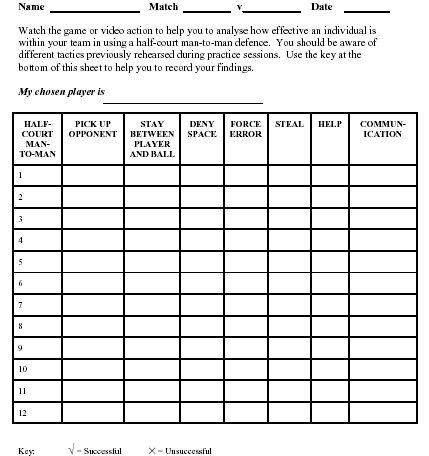 Name ____________ Match ________ v__________ Date ______
Watch the game or video action to help you to analyse how effective an individual is
within your team in using a half-court man-to-man defence. You should be aware of
different tactics previously rehearsed during practice sessions. Use the key at the
bottom of this sheet to help you to record your findings.
My chosen player is ______________________
HALF-
COURT
MAN-
TO-MAN
PICK UP
OPPONENT
STAY
BETWEEN
PLAYER
AND BALL
DENY
SPACE
FORCE
ERROR
STEAL
HELP
COMMUN-
ICATION
1
2
3
4
5
6
7
8
9
10
11
12
Key: √ = Successful × = Unsuccessful